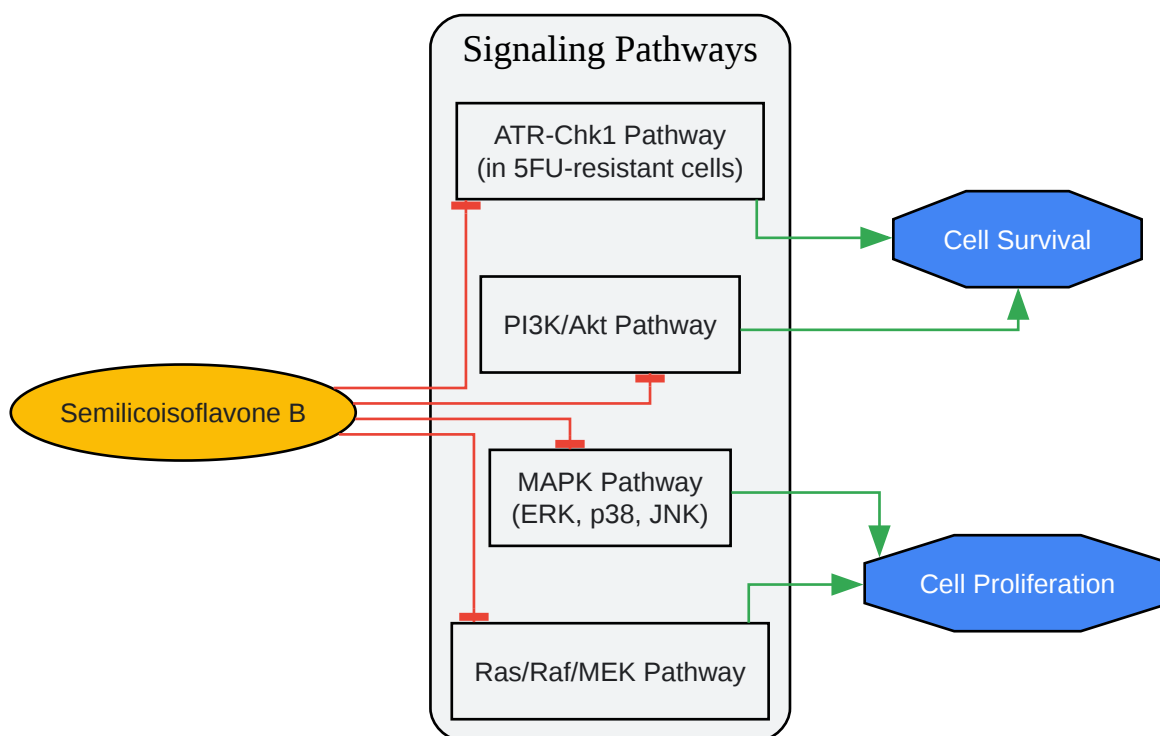 Signaling Pathways
ATR-Chk1 Pathway
(in 5FU-resistant cells)
Cell Survival
PI3K/Akt Pathway
Semilicoisoflavone B
MAPK Pathway
(ERK, p38, JNK)
Cell Proliferation
Ras/Raf/MEK Pathway